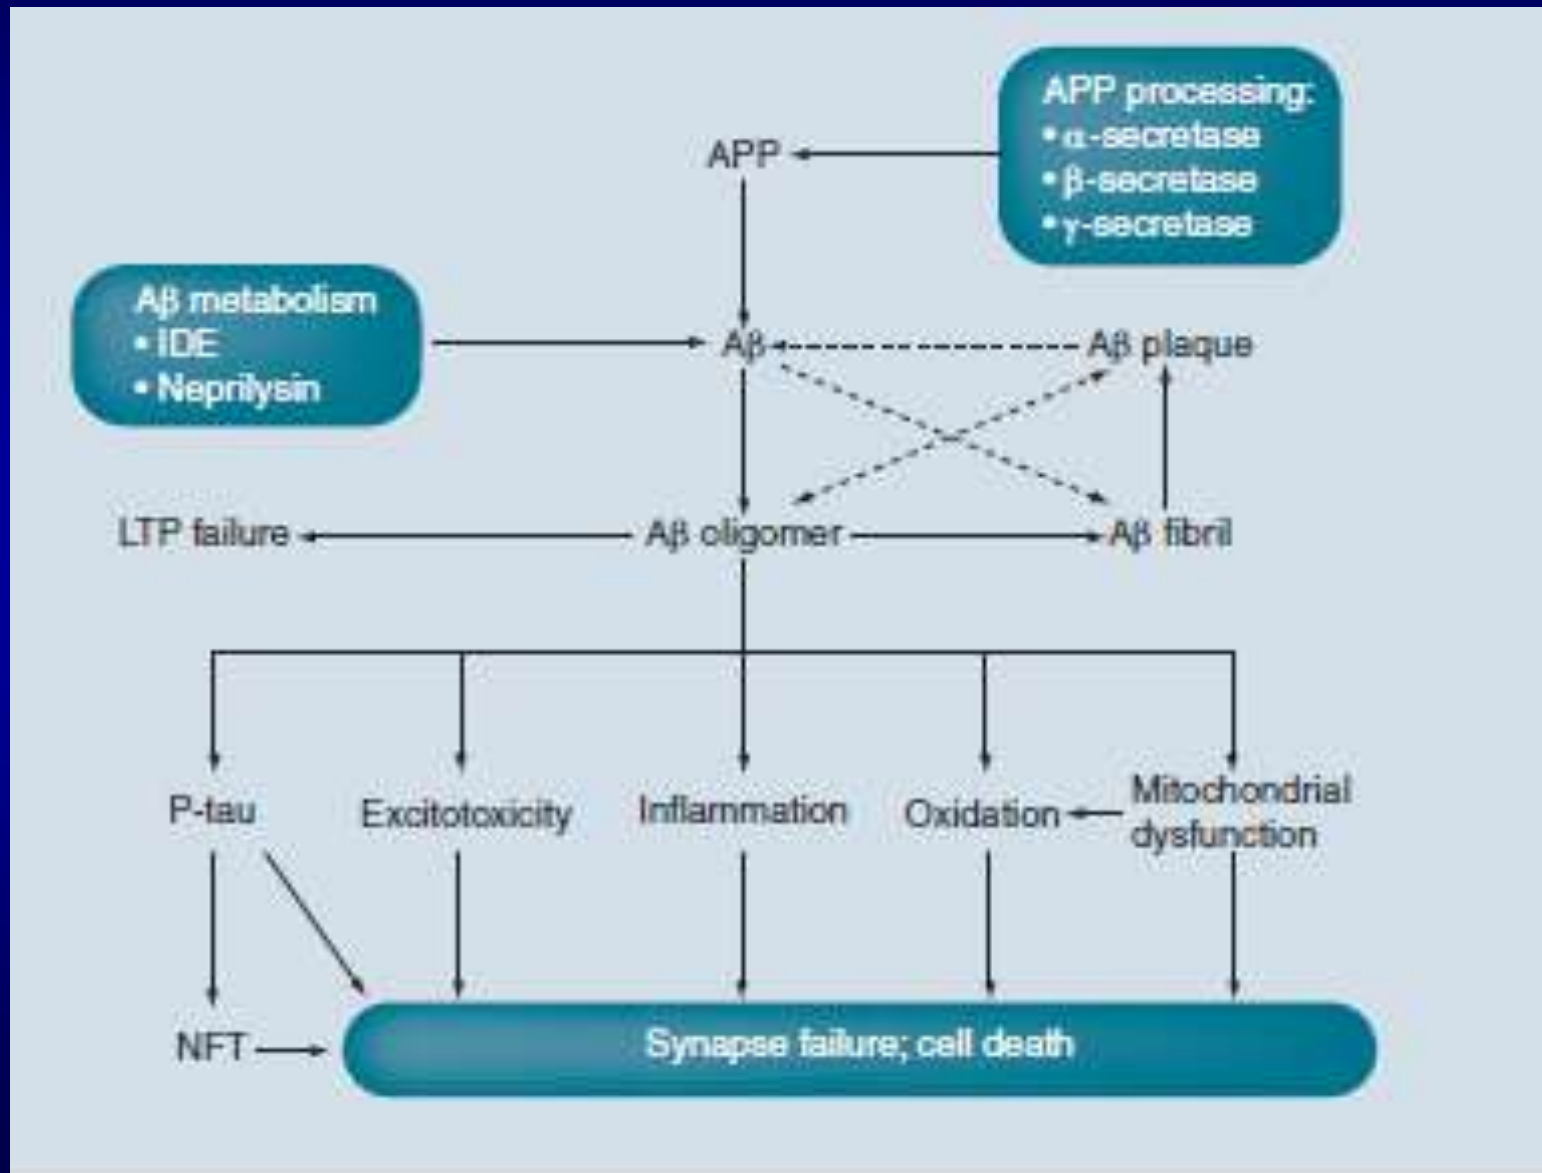 APP processing:
• α-secretase
• β-secretase
• γ-secretase
APP
Aβ metabolism
• IDE
• Neprilysin
Aβ
Aβ plaque
LTP failure
Aβ oligomer
Aβ fibril
P-tau
Excitotoxicity
Inflammation
Oxidation
Mitochondrial
dysfunction
NFT
Synapse failure; cell death